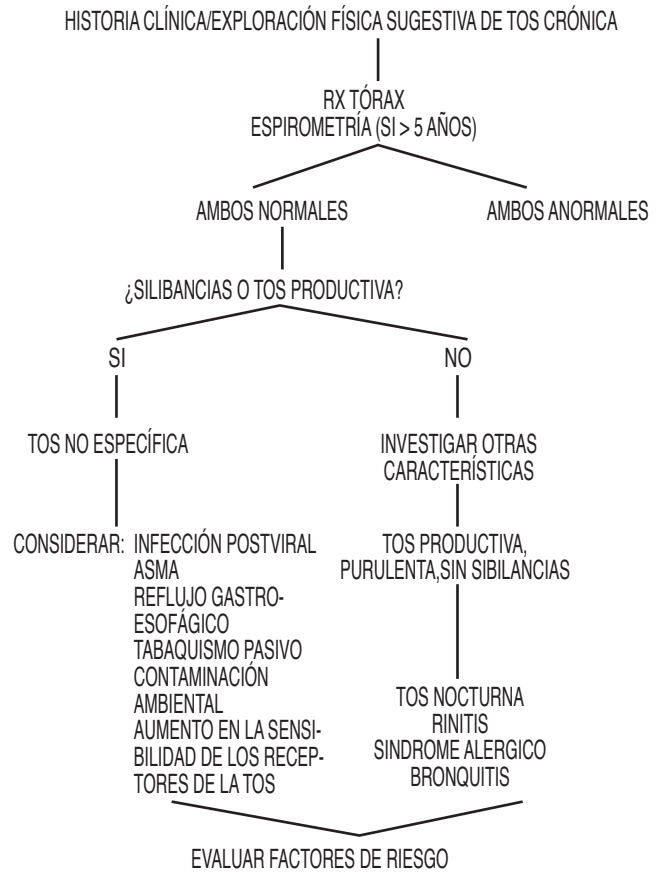 HISTORIA CLÍNICA/EXPLORACIÓN FÍSICA SUGESTIVA DE TOS CRÓNICA
RX TÓRAX
ESPIROMETRÍA (SI > 5 AÑOS)
AMBOS NORMALES
AMBOS ANORMALES
¿SILIBANCIAS O TOS PRODUCTIVA?
SI
NO
TOS NO ESPECÍFICA
INVESTIGAR OTRAS
CARACTERÍSTICAS
CONSIDERAR: INFECCIÓN POSTVIRAL
ASMA
REFLUJO GASTRO-
ESOFÁGICO
TABAQUISMO PASIVO
CONTAMINACIÓN
AMBIENTAL
AUMENTO EN LA SENSI-
BILIDAD DE LOS RECEP-
TORES DE LA TOS
TOS PRODUCTIVA,
PURULENTA,SIN SIBILANCIAS
TOS NOCTURNA
RINITIS
SINDROME ALERGICO
BRONQUITIS
EVALUAR FACTORES DE RIESGO